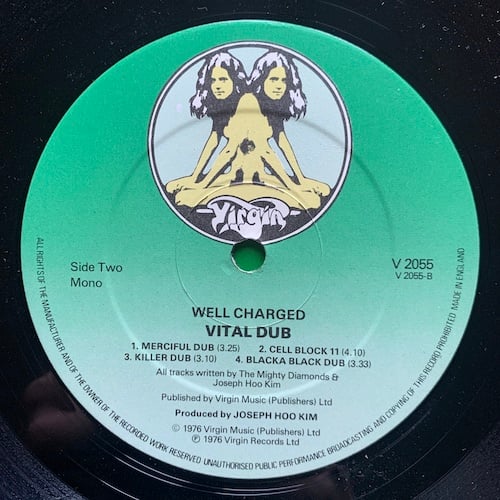 Virgin
Side Two
Mono
V 2055
V 2055-B
WELL CHARGED
VITAL DUB
1. MERCIFUL DUB (3.25) 2. CELL BLOCK 11 (4.10)
3. KILLER DUB (3.10) 4. BLACKA BLACK DUB (3.33)
All tracks written by The Mighty Diamonds &
Joseph Hoo Kim
Published by Virgin Music (Publishers) Ltd
Produced by JOSEPH HOO KIM
© 1976 Virgin Music (Publishers) Ltd
℗ 1976 Virgin Records Ltd
ALL RIGHTS OF THE MANUFACTURER AND OF THE OWNER OF THE RECORDED WORK RESERVED UNAUTHORISED PUBLIC PERFORMANCE BROADCASTING AND COPYING OF THIS RECORD PROHIBITED MADE IN ENGLAND